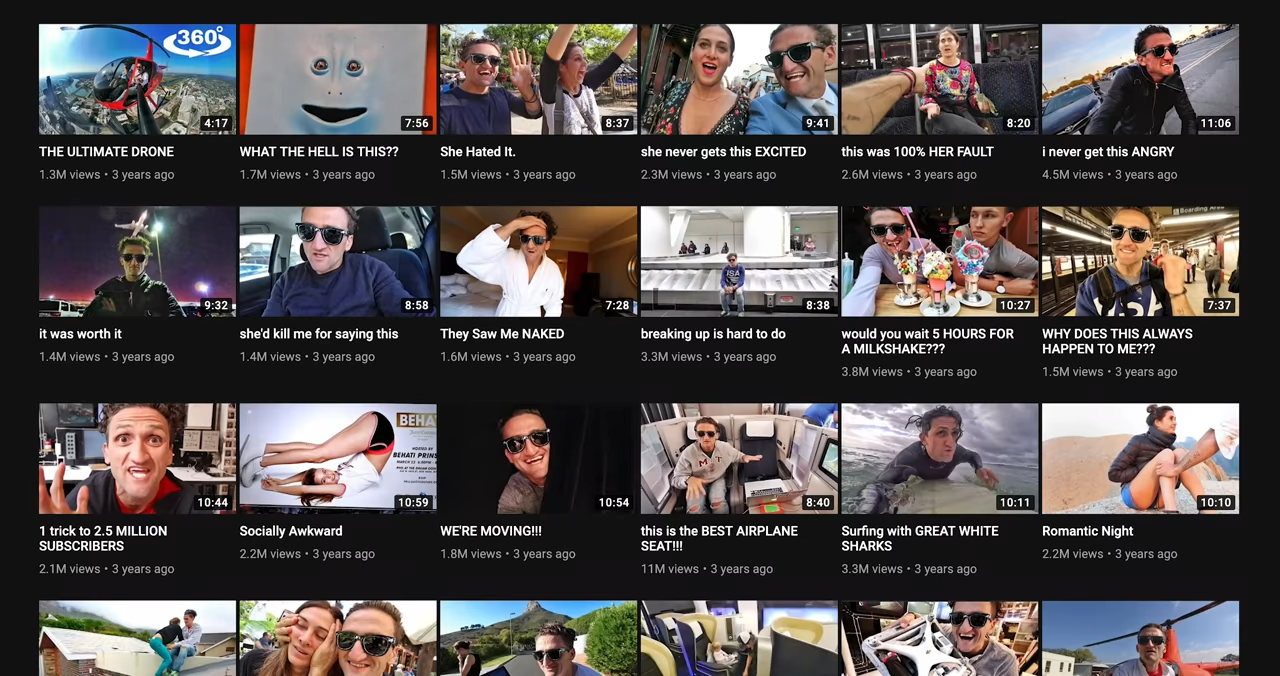 360°
4:17
7:56
8:37
9:41
8:20
11:06
THE ULTIMATE DRONE
WHAT THE HELL IS THIS??
She Hated It.
she never gets this EXCITED
this was 100% HER FAULT
i never get this ANGRY
1.3M views • 3 years ago
1.7M views • 3 years ago
1.5M views • 3 years ago
2.3M views • 3 years ago
2.6M views • 3 years ago
4.5M views • 3 years ago
Boarding Area
USA
9:32
8:58
7:28
8:38
10:27
7:37
it was worth it
she'd kill me for saying this
They Saw Me NAKED
breaking up is hard to do
would you wait 5 HOURS FOR
A MILKSHAKE???
WHY DOES THIS ALWAYS
HAPPEN TO ME???
1.4M views • 3 years ago
1.4M views • 3 years ago
1.6M views • 3 years ago
3.3M views • 3 years ago
3.8M views • 3 years ago
1.5M views • 3 years ago
BEHA
HOSTED BY
BEHATI PRINS
10:44
10:59
10:54
8:40
10:11
10:10
1 trick to 2.5 MILLION
SUBSCRIBERS
Socially Awkward
WE'RE MOVING!!!
this is the BEST AIRPLANE
SEAT!!!
Surfing with GREAT WHITE
SHARKS
Romantic Night
2.1M views • 3 years ago
2.2M views • 3 years ago
1.8M views • 3 years ago
11M views • 3 years ago
3.3M views • 3 years ago
2.2M views • 3 years ago